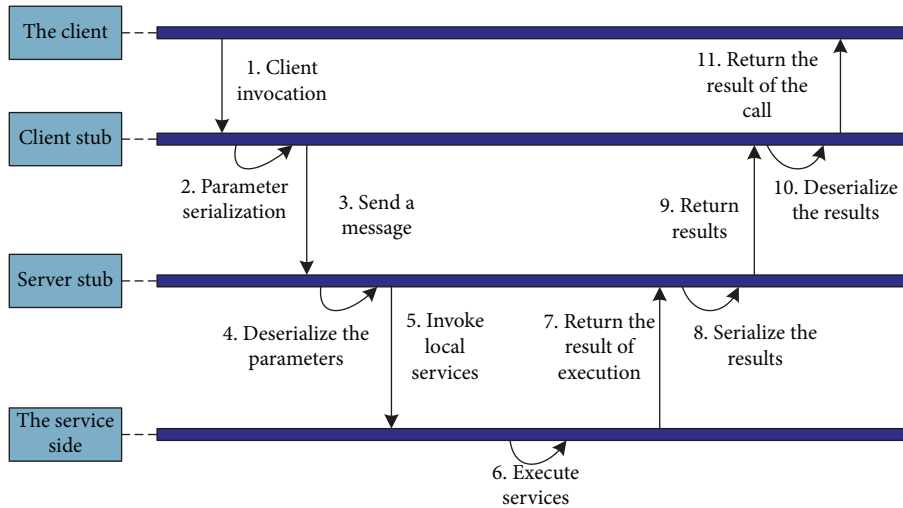 The client
1. Client
invocation
11. Return the
result of the
call
Client stub
2. Parameter
serialization
3. Send a
message
9. Return
results
10. Deserialize
the results
Server stub
4. Deserialize the
parameters
5. Invoke
local
services
7. Return the
result of
execution
8. Serialize the
results
The service
side
6. Execute
services